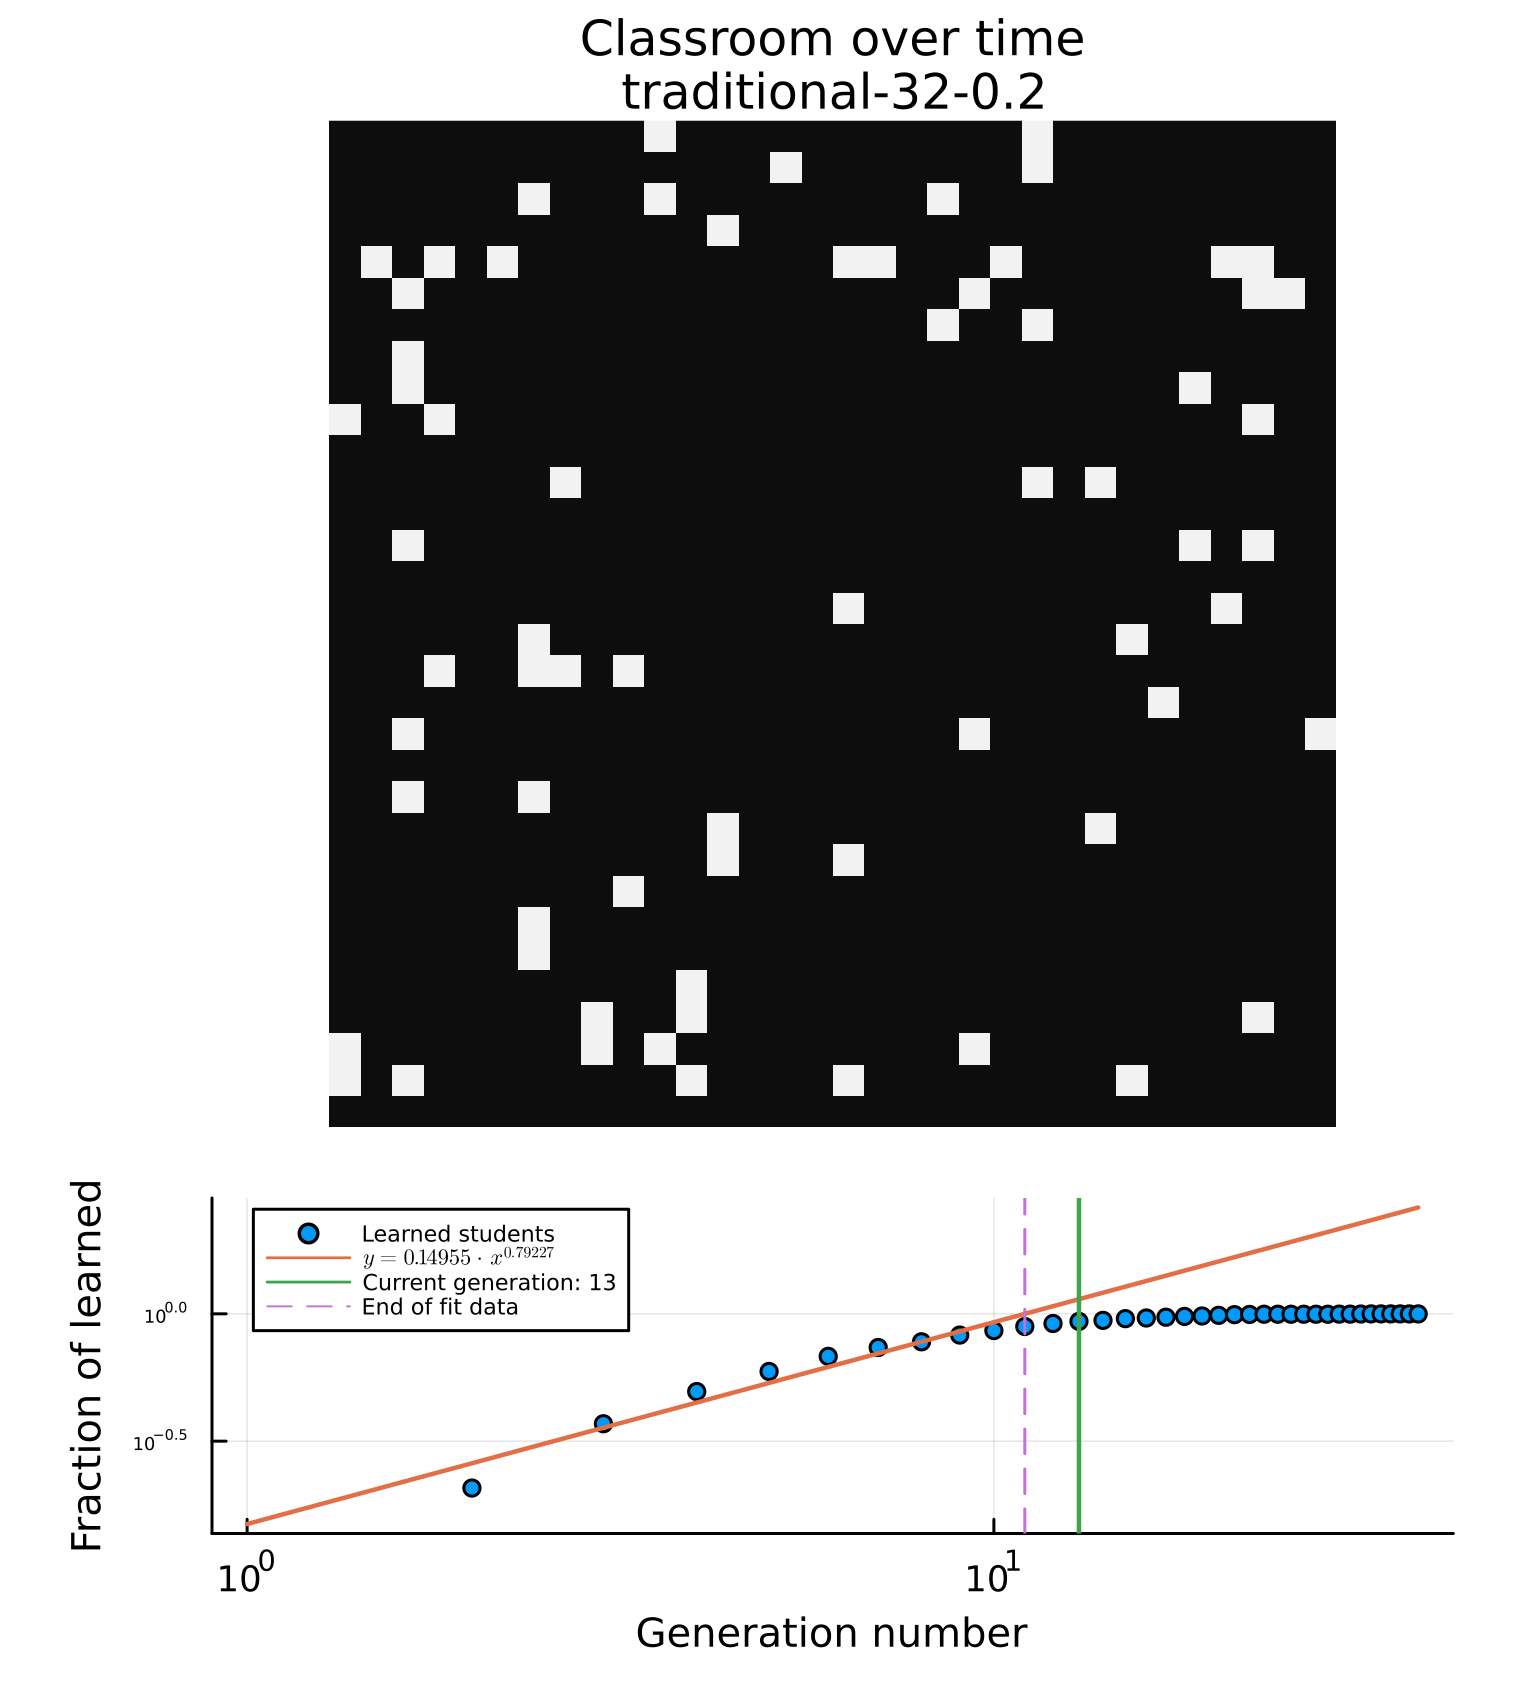 Classroom over time
traditional-32-0.2
Fraction of learned
Learned students
y = 0.14955 · x^0.79227
Current generation: 13
End of fit data
10^0.0
10^−0.5
10^0
10^1
Generation number